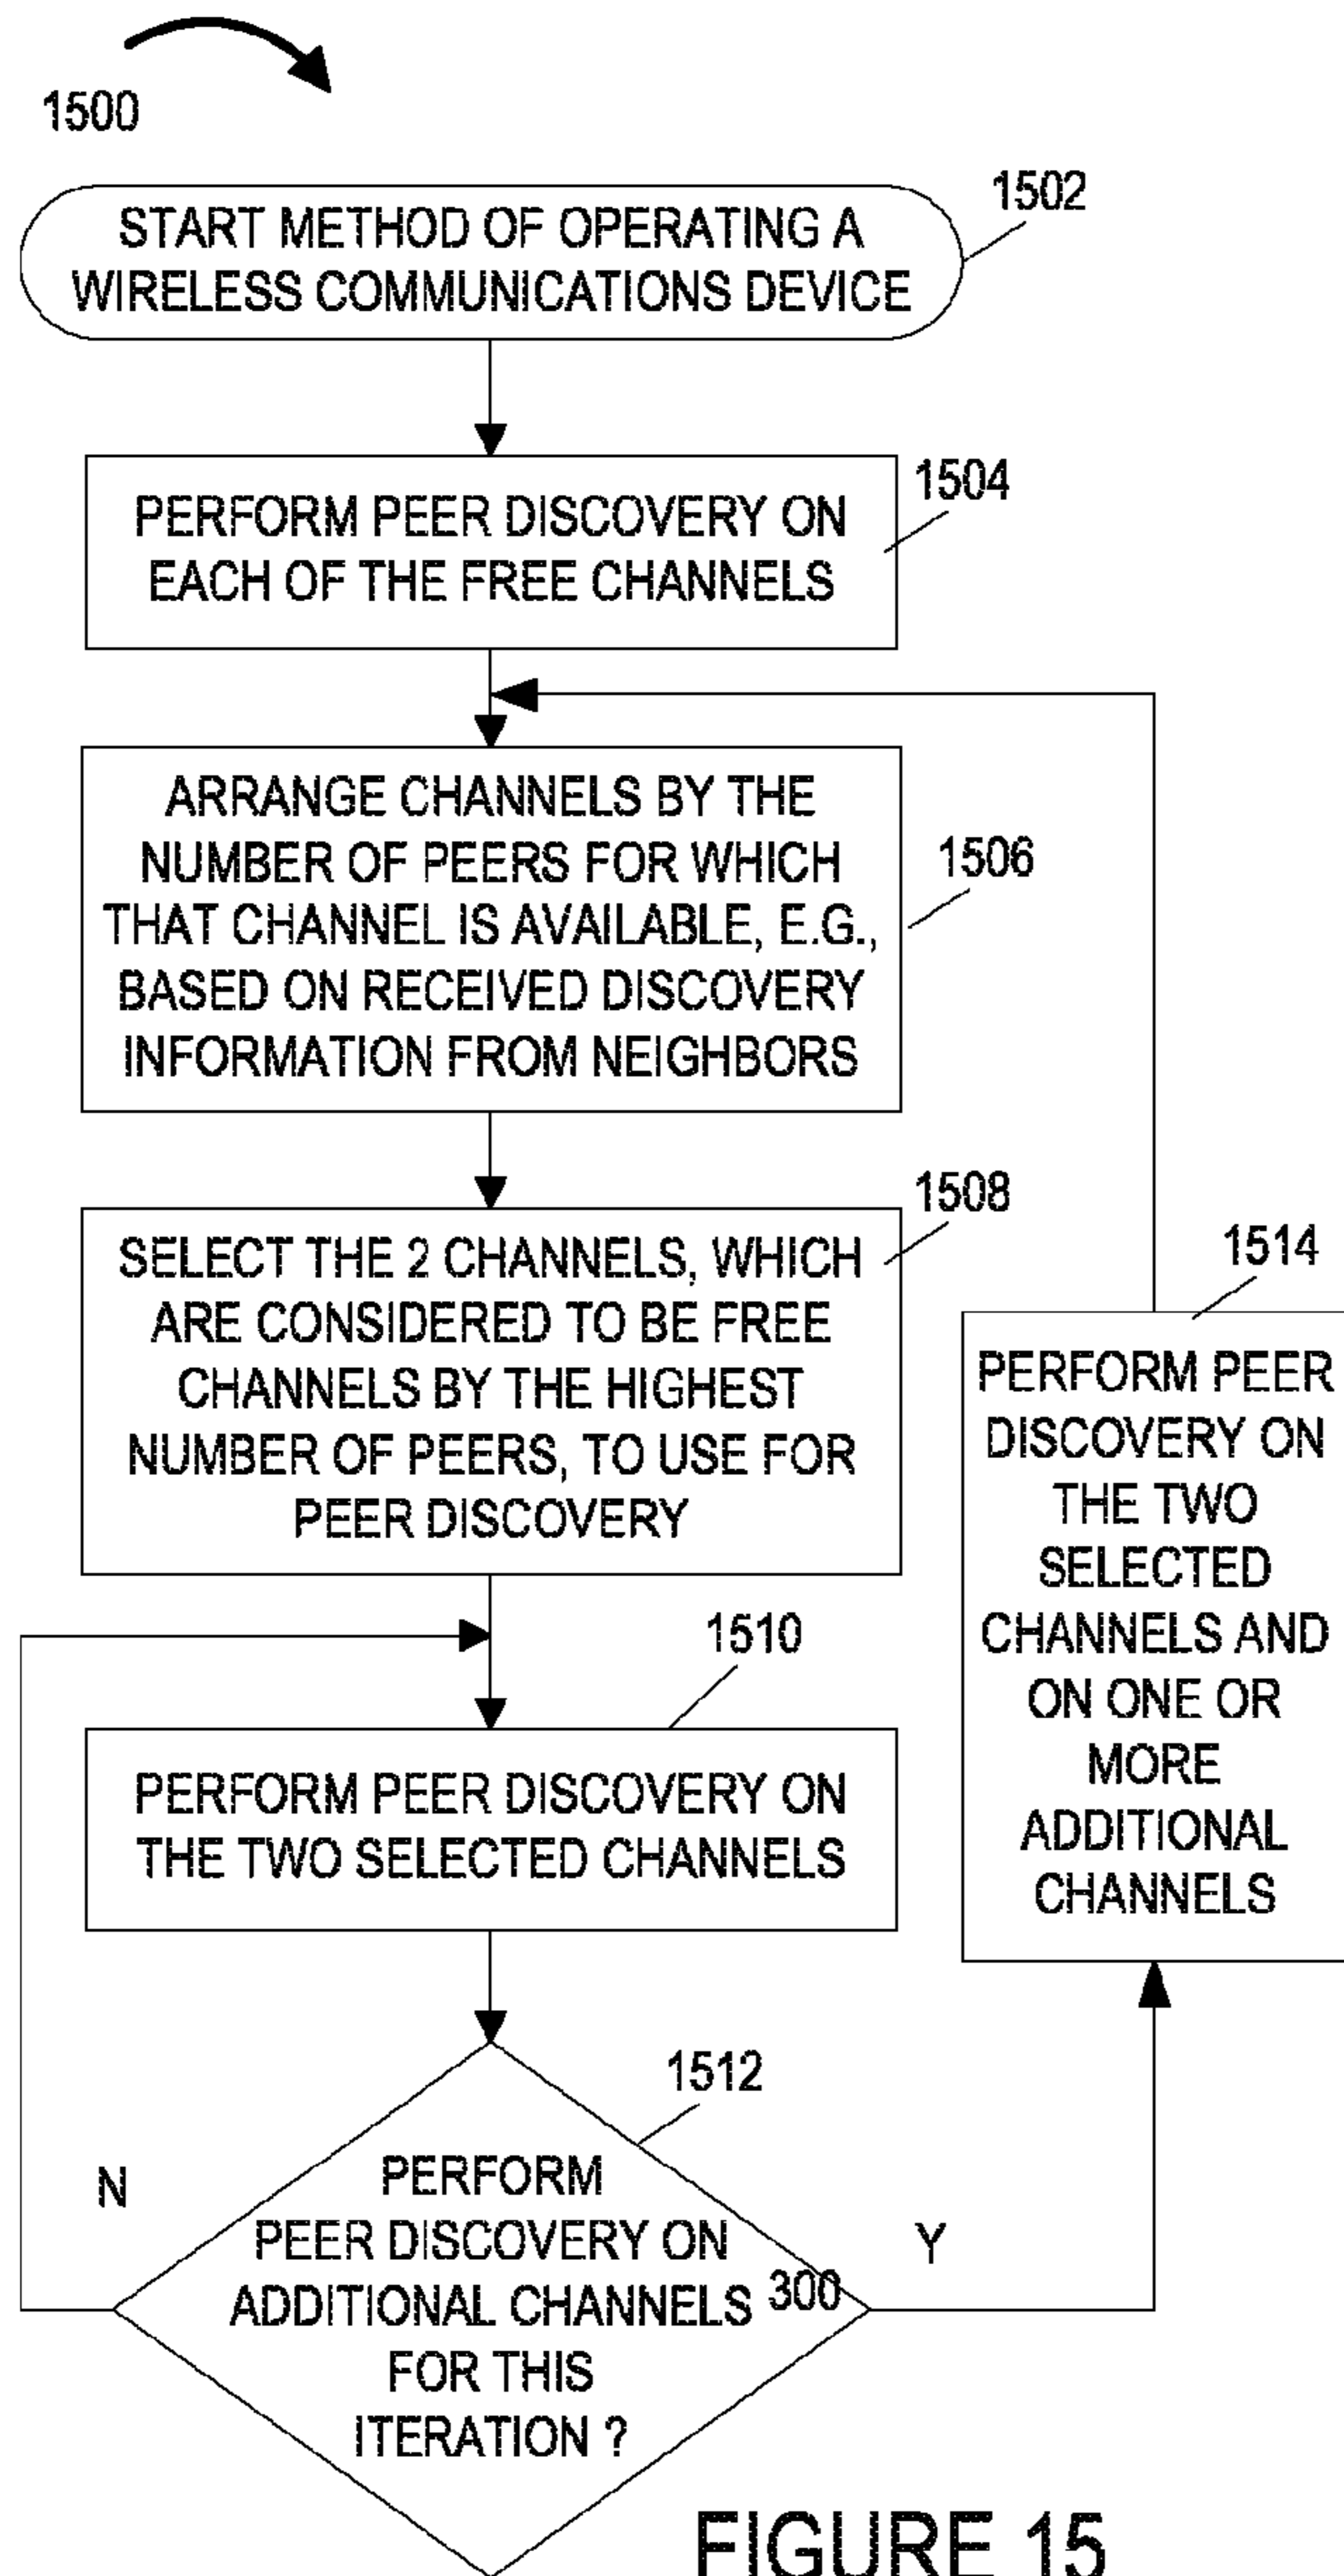 1500
1502
START METHOD OF OPERATING A
WIRELESS COMMUNICATIONS DEVICE
1504
PERFORM PEER DISCOVERY ON
EACH OF THE FREE CHANNELS
ARRANGE CHANNELS BY THE
NUMBER OF PEERS FOR WHICH
THAT CHANNEL IS AVAILABLE, E.G.,
BASED ON RECEIVED DISCOVERY
INFORMATION FROM NEIGHBORS
1506
1508
SELECT THE 2 CHANNELS, WHICH
ARE CONSIDERED TO BE FREE
CHANNELS BY THE HIGHEST
NUMBER OF PEERS, TO USE FOR
PEER DISCOVERY
1514
PERFORM PEER
DISCOVERY ON
THE TWO
SELECTED
CHANNELS AND
ON ONE OR
MORE
ADDITIONAL
CHANNELS
1510
PERFORM PEER DISCOVERY ON
THE TWO SELECTED CHANNELS
1512
PERFORM
PEER DISCOVERY ON
ADDITIONAL CHANNELS 300
FOR THIS
ITERATION ?
N
Y
FIGURE 15